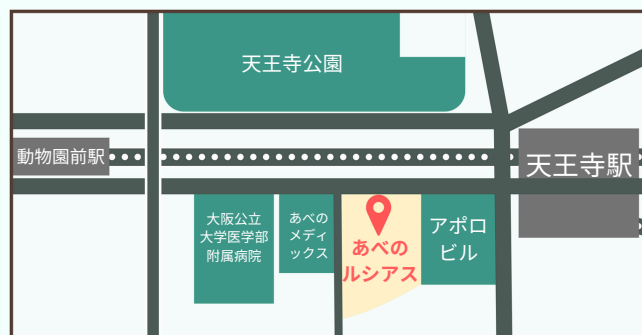 天王寺公園
動物園前駅
天王寺駅
大阪公立
大学医学部
附属病院
あべの
メディ
ックス
あべの
ルシアス
アポロ
ビル